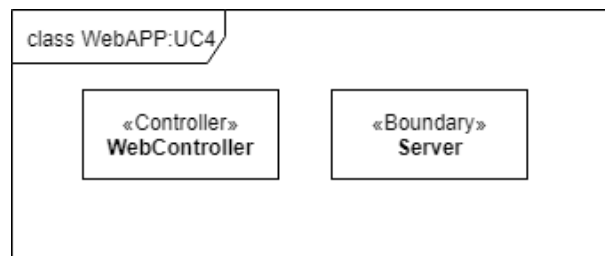 class WebAPP:UC4
«Controller»
WebController
«Boundary»
Server